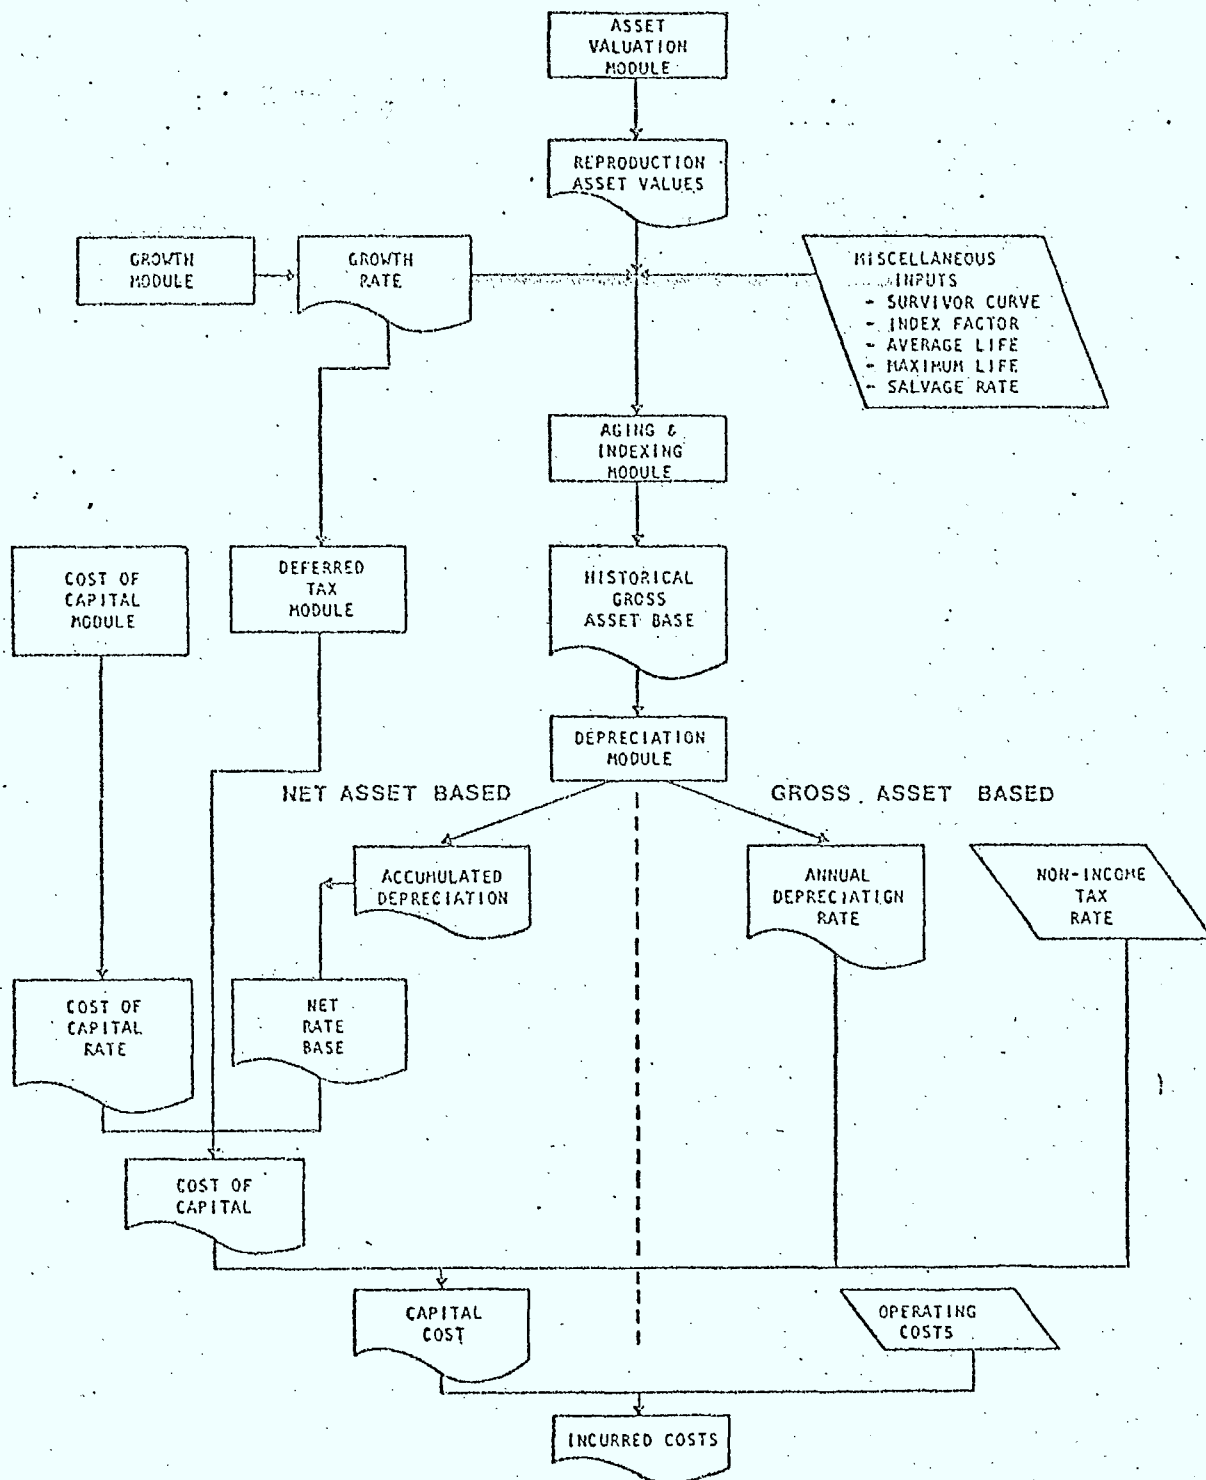 ASSET
VALUATION
MODULE
REPRODUCTION
ASSET VALUES
GROWTH
MODULE
GROWTH
RATE
MISCELLANEOUS
INPUTS
- SURVIVOR CURVE
- INDEX FACTOR
- AVERAGE LIFE
- MAXIMUM LIFE
- SALVAGE RATE
AGING &
INDEXING
MODULE
COST OF
CAPITAL
MODULE
DEFERRED
TAX
MODULE
HISTORICAL
GROSS
ASSET BASE
DEPRECIATION
MODULE
NET ASSET BASED
GROSS ASSET BASED
ACCUMULATED
DEPRECIATION
ANNUAL
DEPRECIATION
RATE
NON-INCOME
TAX
RATE
COST OF
CAPITAL
RATE
NET
RATE
BASE
COST OF
CAPITAL
CAPITAL
COST
OPERATING
COSTS
INCURRED COSTS